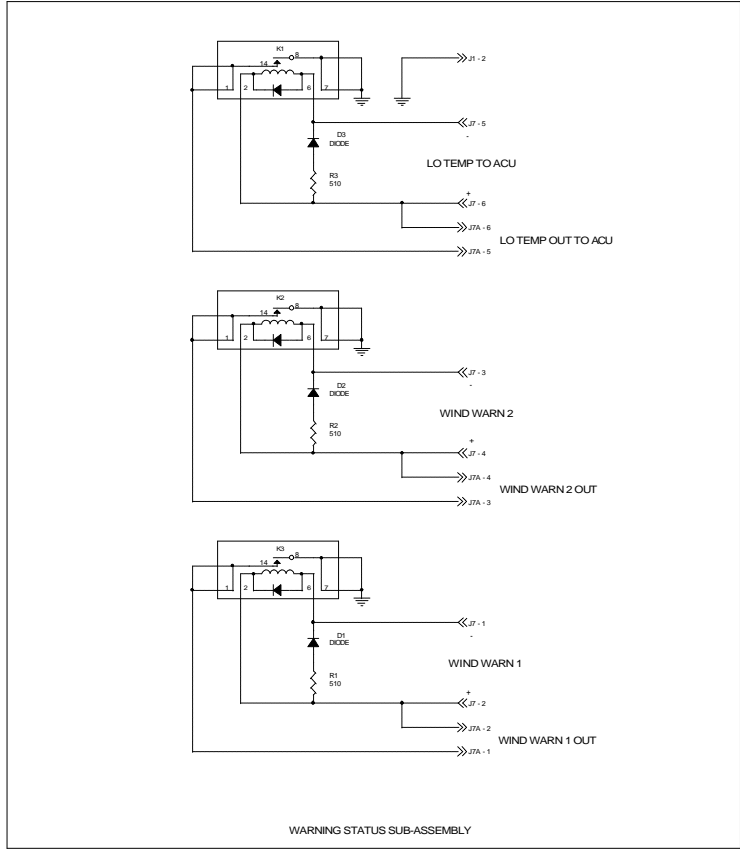 K1
8
14
1
2
6
7
J1 - 2
J7 - 5
-
D3
DIODE
LO TEMP TO ACU
R3
510
+
J7 - 6
J7A - 6
LO TEMP OUT TO ACU
J7A - 5
K2
8
14
1
2
6
7
J7 - 3
-
D2
DIODE
WIND WARN 2
R2
510
+
J7 - 4
J7A - 4
WIND WARN 2 OUT
J7A - 3
K3
8
14
1
2
6
7
J7 - 1
-
D1
DIODE
WIND WARN 1
R1
510
+
J7 - 2
J7A - 2
WIND WARN 1 OUT
J7A - 1
WARNING STATUS SUB-ASSEMBLY